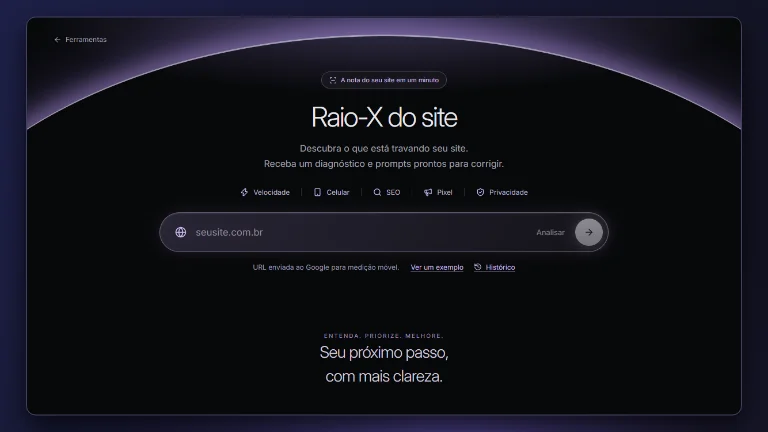 Ferramentas
A nota do seu site em um minuto
Raio-X do site
Descubra o que está travando seu site.
Receba um diagnóstico e prompts prontos para corrigir.
Velocidade
Celular
SEO
Pixel
Privacidade
seusite.com.br
Analisar
URL enviada ao Google para medição móvel.
Ver um exemplo
Histórico
ENTENDA. PRIORIZE. MELHORE.
Seu próximo passo,
com mais clareza.